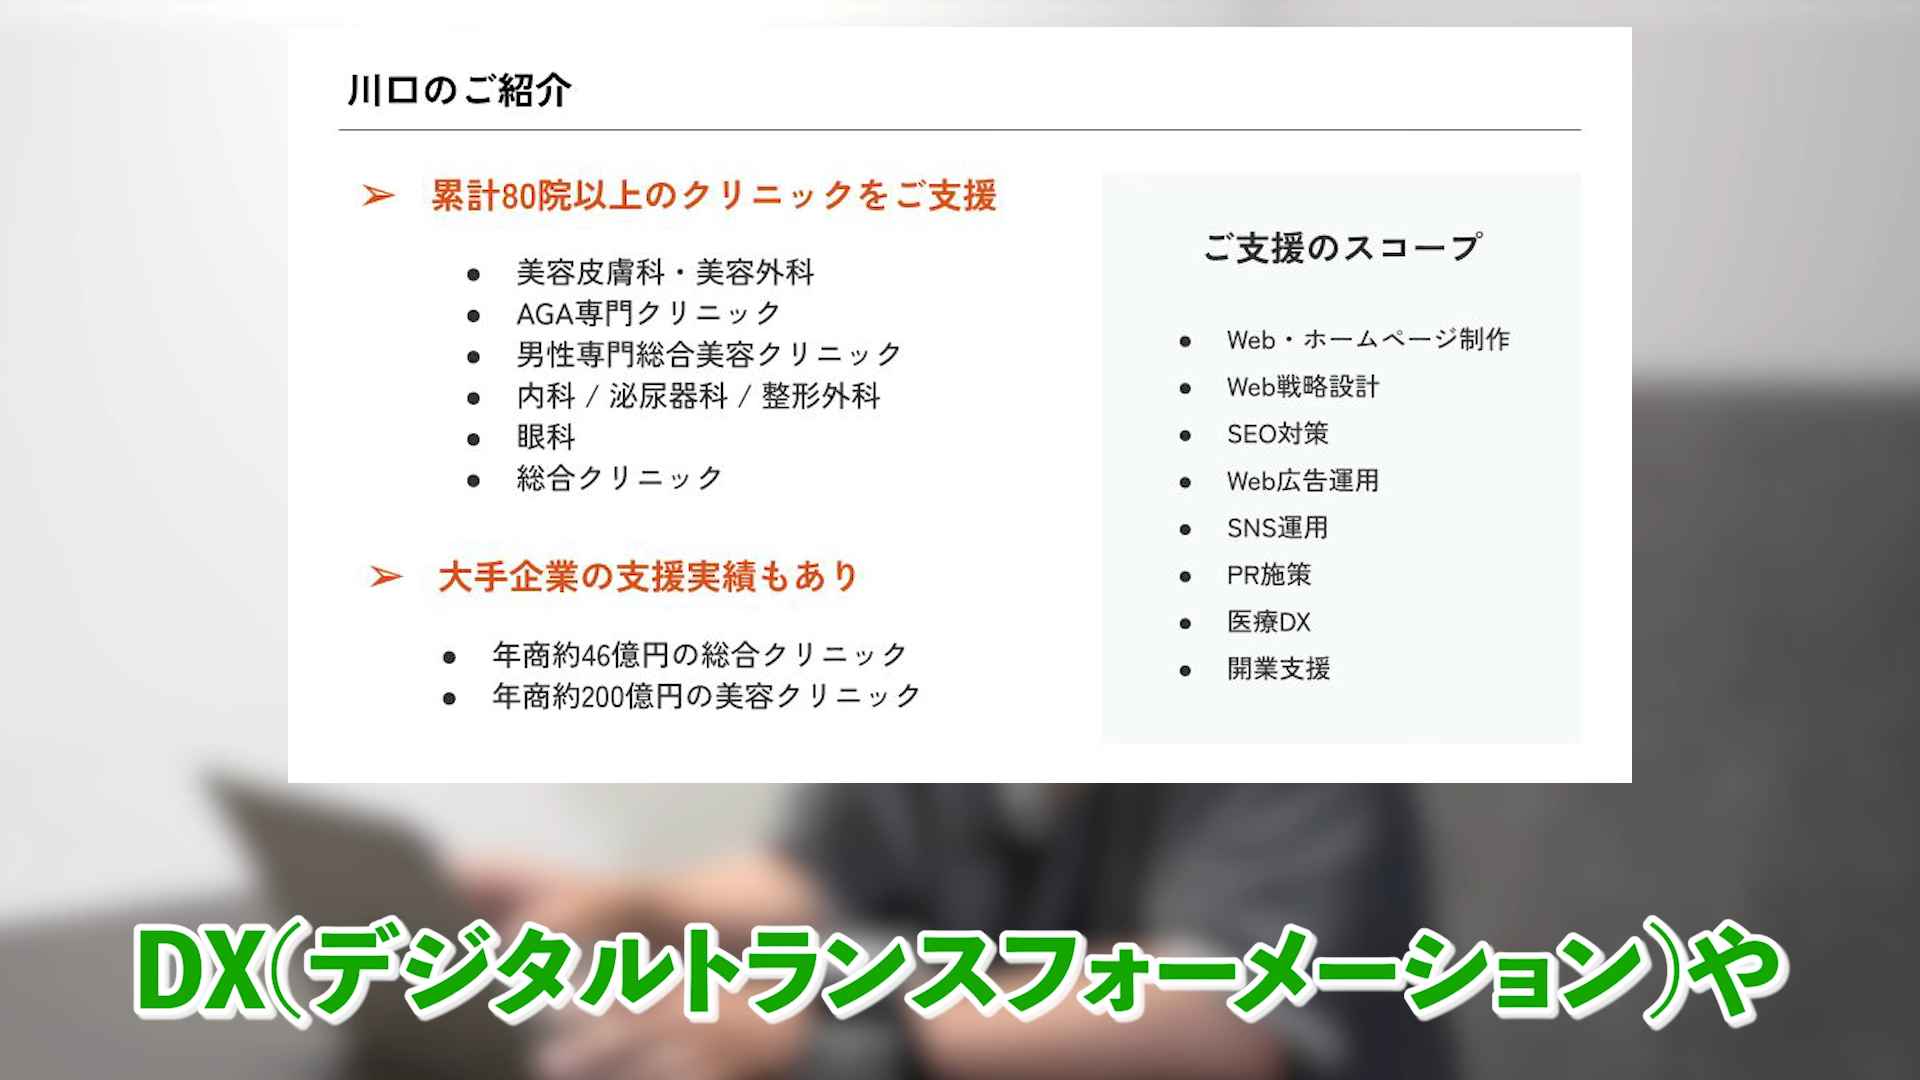 川口のご紹介
➢ 累計80院以上のクリニックをご支援
● 美容皮膚科・美容外科
● AGA専門クリニック
● 男性専門総合美容クリニック
● 内科 / 泌尿器科 / 整形外科
● 眼科
● 総合クリニック
➢ 大手企業の支援実績もあり
● 年商約46億円の総合クリニック
● 年商約200億円の美容クリニック
ご支援のスコープ
● Web・ホームページ制作
● Web戦略設計
● SEO対策
● Web広告運用
● SNS運用
● PR施策
● 医療DX
● 開業支援
DX(デジタルトランスフォーメーション)や